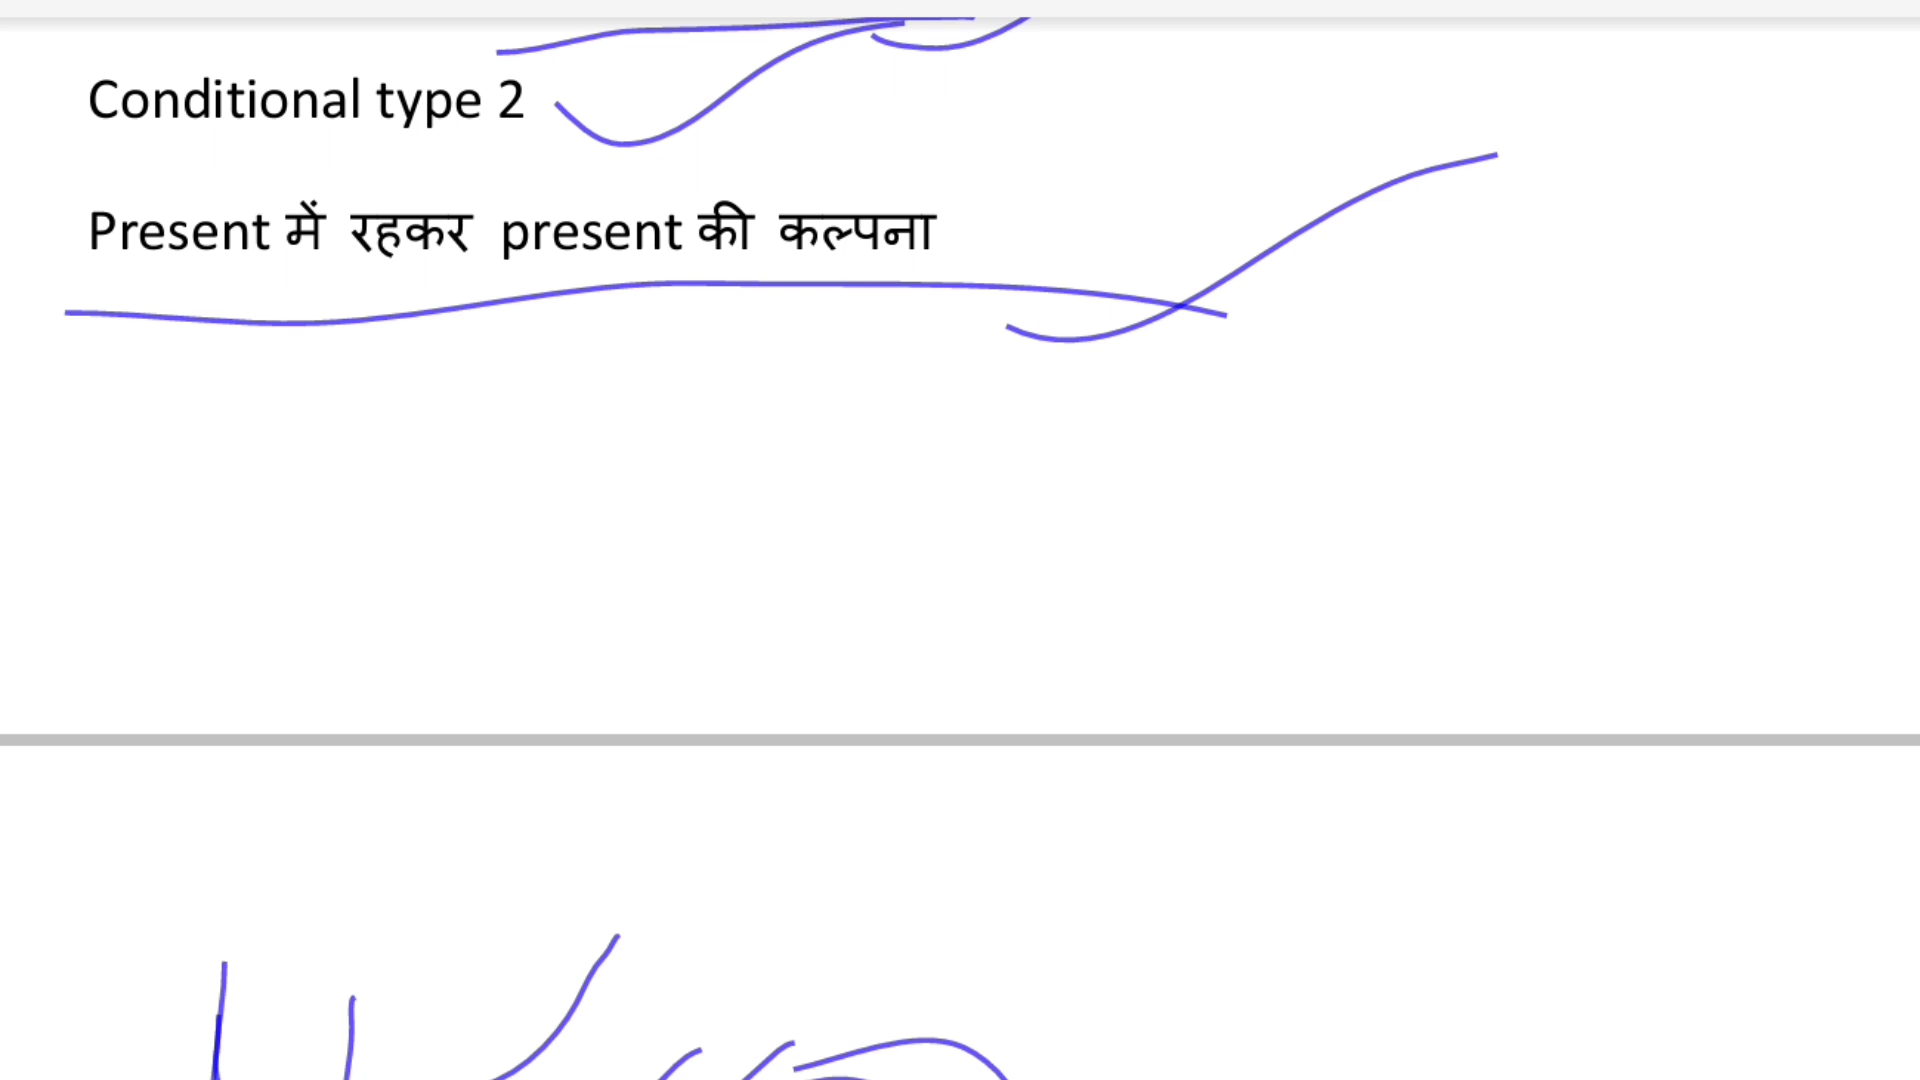 Conditional type 2
Present में रहकर present की कल्पना